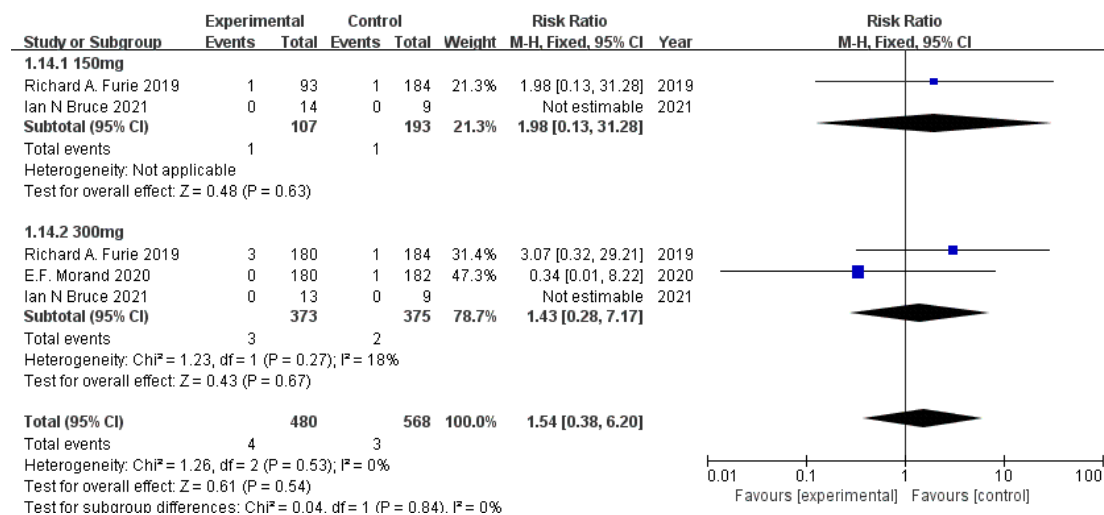 Experimental Control Risk Ratio Risk Ratio
Study or Subgroup Events Total Events Total Weight M-H, Fixed, 95% CI Year M-H, Fixed, 95% CI
1.14.1 150mg
Richard A. Furie 2019 1 93 1 184 21.3% 1.98 [0.13, 31.28] 2019
Ian N Bruce 2021 0 14 0 9 Not estimable 2021
Subtotal (95% CI) 107 193 21.3% 1.98 [0.13, 31.28]
Total events 1 1
Heterogeneity: Not applicable
Test for overall effect: Z = 0.48 (P = 0.63)
1.14.2 300mg
Richard A. Furie 2019 3 180 1 184 31.4% 3.07 [0.32, 29.21] 2019
E.F. Morand 2020 0 180 1 182 47.3% 0.34 [0.01, 8.22] 2020
Ian N Bruce 2021 0 13 0 9 Not estimable 2021
Subtotal (95% CI) 373 375 78.7% 1.43 [0.28, 7.17]
Total events 3 2
Heterogeneity: Chi² = 1.23, df = 1 (P = 0.27); I² = 18%
Test for overall effect: Z = 0.43 (P = 0.67)
Total (95% CI) 480 568 100.0% 1.54 [0.38, 6.20]
Total events 4 3
Heterogeneity: Chi² = 1.26, df = 2 (P = 0.53); I² = 0%
Test for overall effect: Z = 0.61 (P = 0.54)
Test for subgroup differences: Chi² = 0.04, df = 1 (P = 0.84), I² = 0%
0.01 0.1 1 10 100
Favours [experimental] Favours [control]